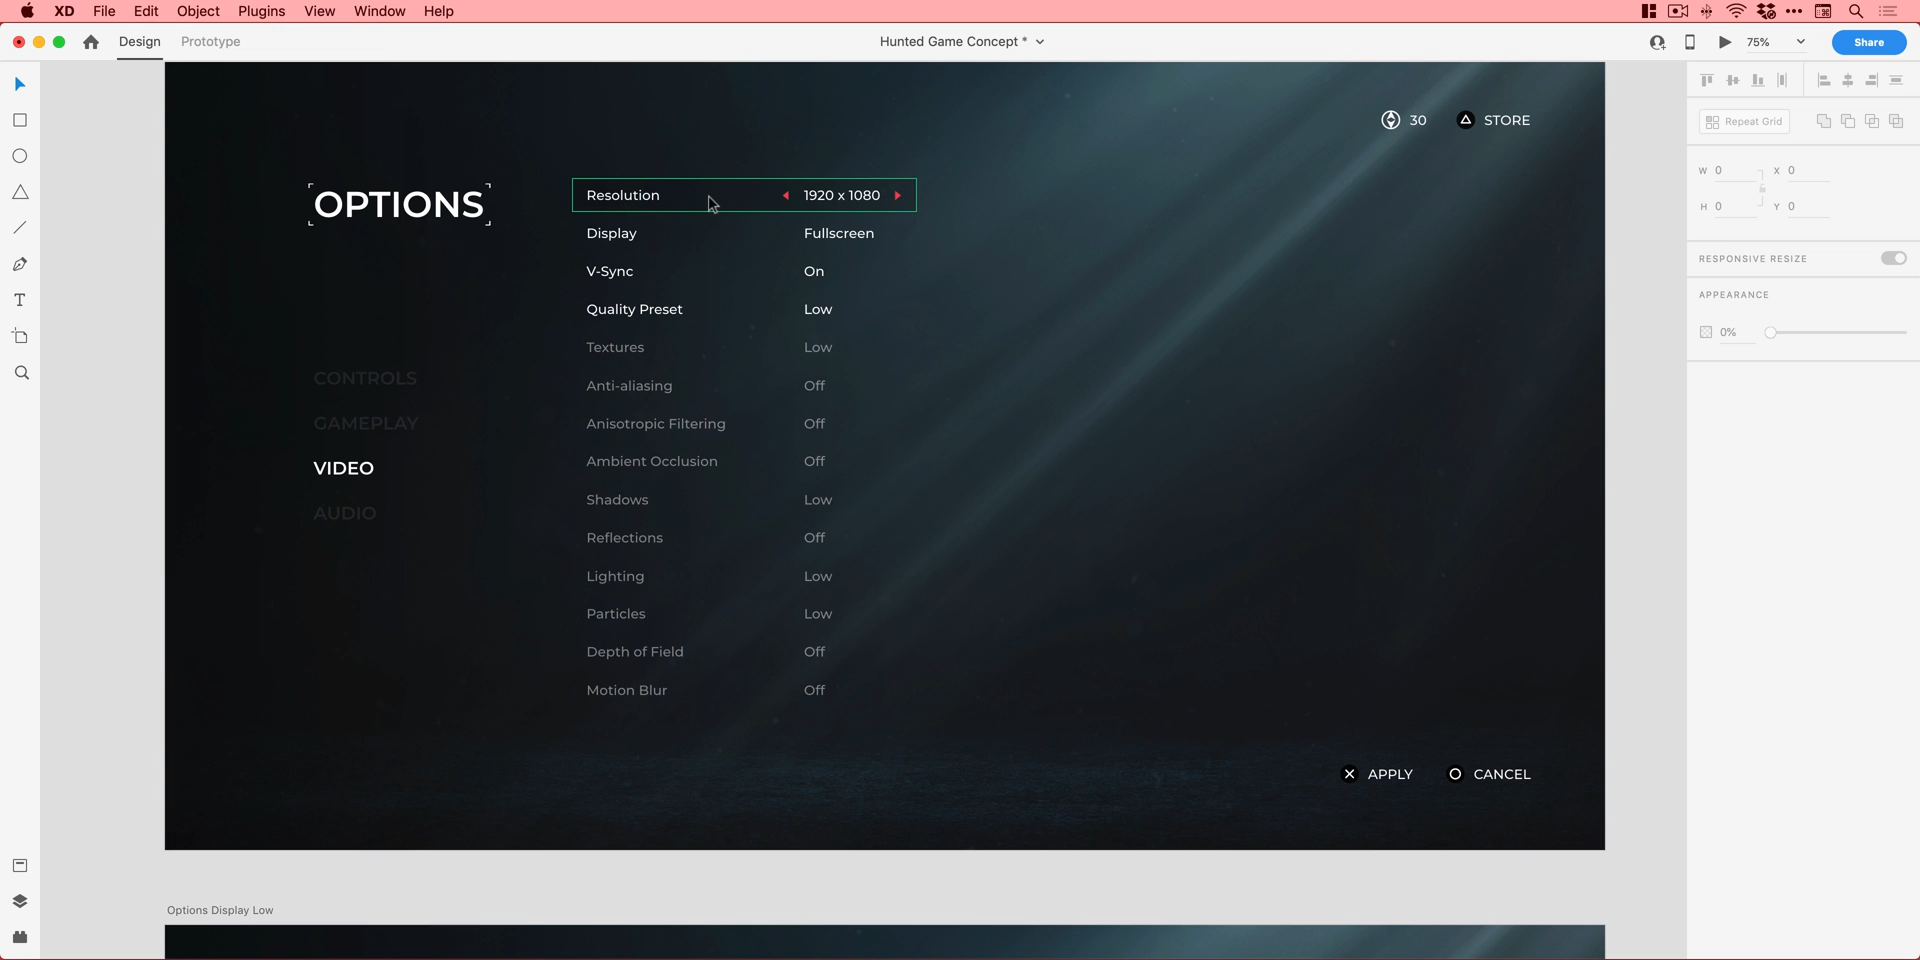 XD File Edit Object Plugins View Window Help
Design Prototype Hunted Game Concept * 75% Share
30 STORE
Repeat Grid
W 0 X 0
H 0 Y 0
RESPONSIVE RESIZE
APPEARANCE
0%
OPTIONS
CONTROLS
GAMEPLAY
VIDEO
AUDIO
Resolution 1920 x 1080
Display Fullscreen
V-Sync On
Quality Preset Low
Textures Low
Anti-aliasing Off
Anisotropic Filtering Off
Ambient Occlusion Off
Shadows Low
Reflections Off
Lighting Low
Particles Low
Depth of Field Off
Motion Blur Off
APPLY CANCEL
Options Display Low